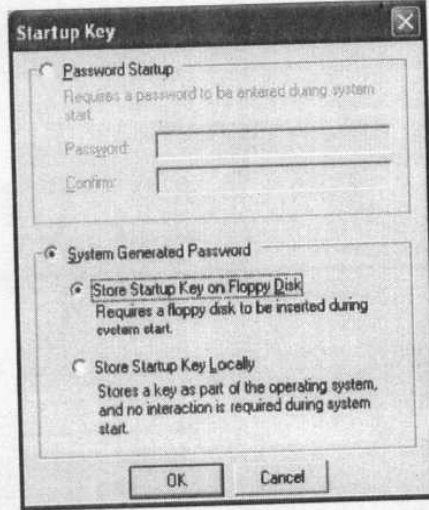 Startup Key
Password Startup
Requires a password to be entered during system
start.
Password:
Confirm:
System Generated Password
Store Startup Key on Floppy Disk
Requires a floppy disk to be inserted during
system start.
Store Startup Key Locally
Stores a key as part of the operating system,
and no interaction is required during system
start.
OK
Cancel